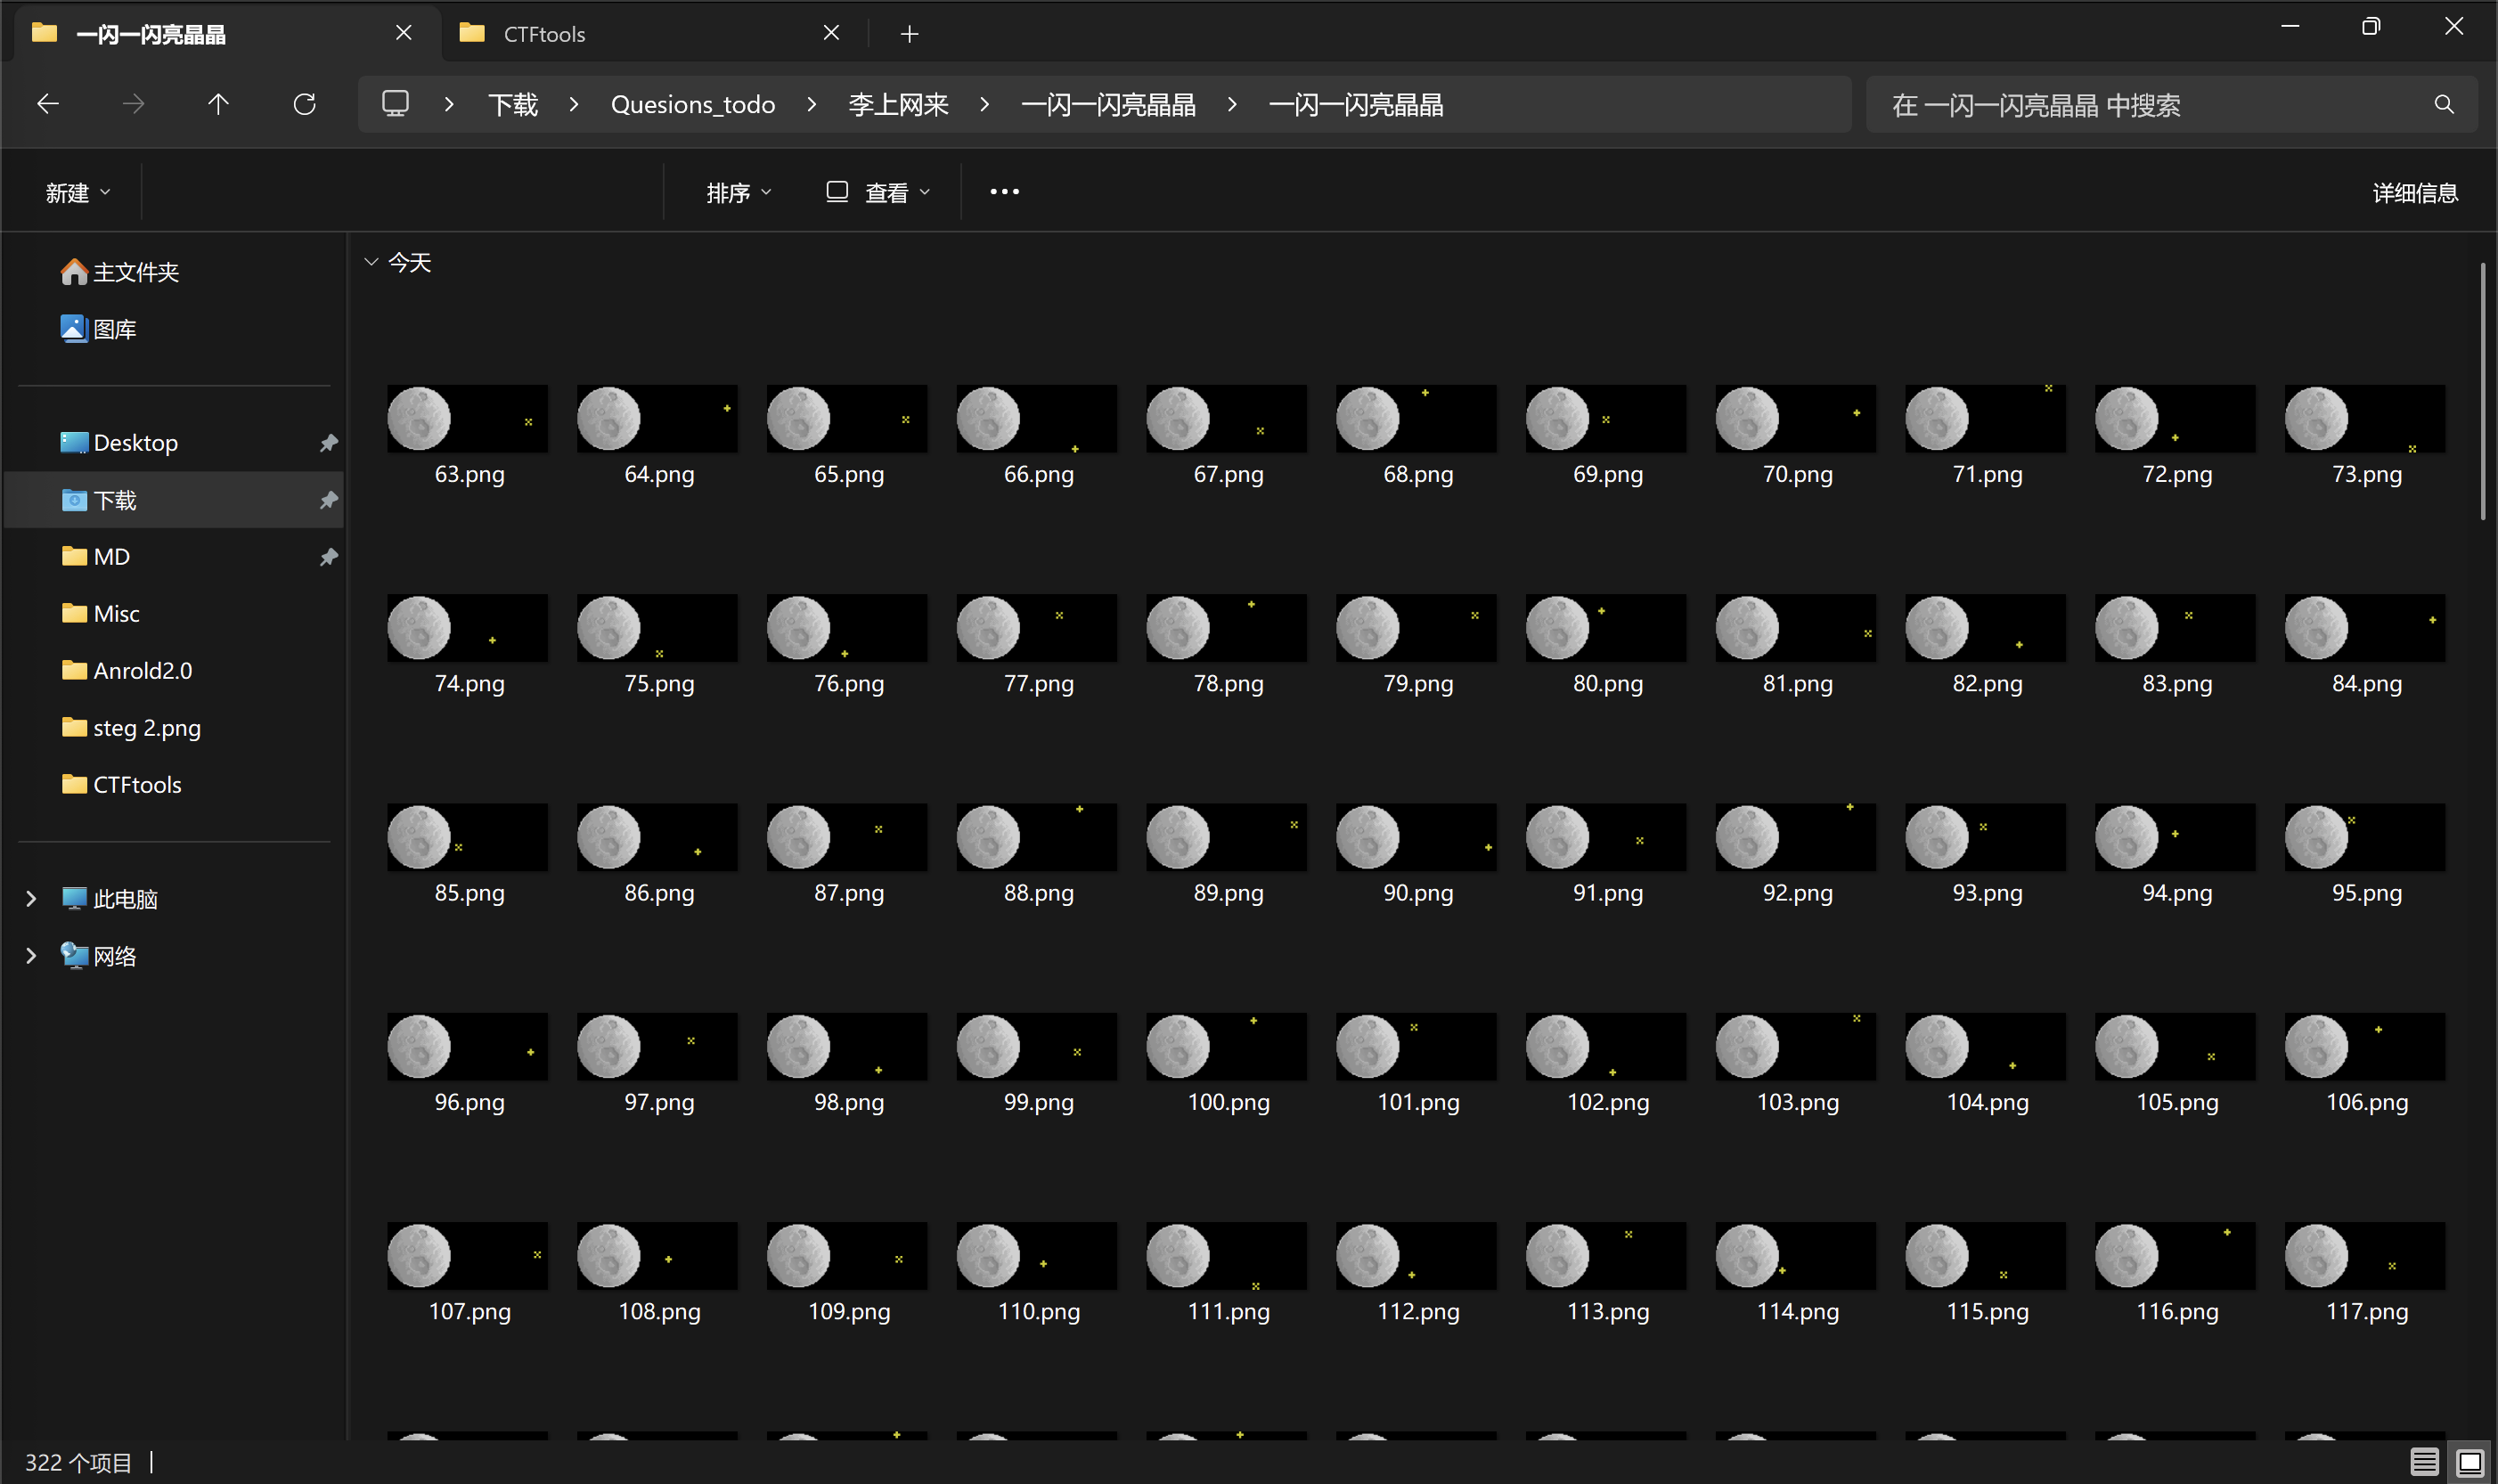 一闪一闪亮晶晶
CTFtools
下载 Quesions_todo 李上网来 一闪一闪亮晶晶 一闪一闪亮晶晶
在 一闪一闪亮晶晶 中搜索
新建 排序 查看 详细信息
主文件夹
图库
Desktop
下载
MD
Misc
Anrold2.0
steg 2.png
CTFtools
此电脑
网络
今天
63.png 64.png 65.png 66.png 67.png 68.png 69.png 70.png 71.png 72.png 73.png
74.png 75.png 76.png 77.png 78.png 79.png 80.png 81.png 82.png 83.png 84.png
85.png 86.png 87.png 88.png 89.png 90.png 91.png 92.png 93.png 94.png 95.png
96.png 97.png 98.png 99.png 100.png 101.png 102.png 103.png 104.png 105.png 106.png
107.png 108.png 109.png 110.png 111.png 112.png 113.png 114.png 115.png 116.png 117.png
322 个项目